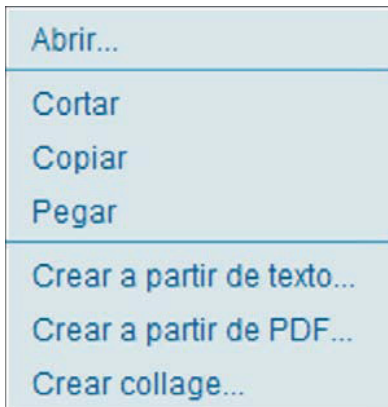 Abrir...
Cortar
Copiar
Pegar
Crear a partir de texto...
Crear a partir de PDF...
Crear collage...